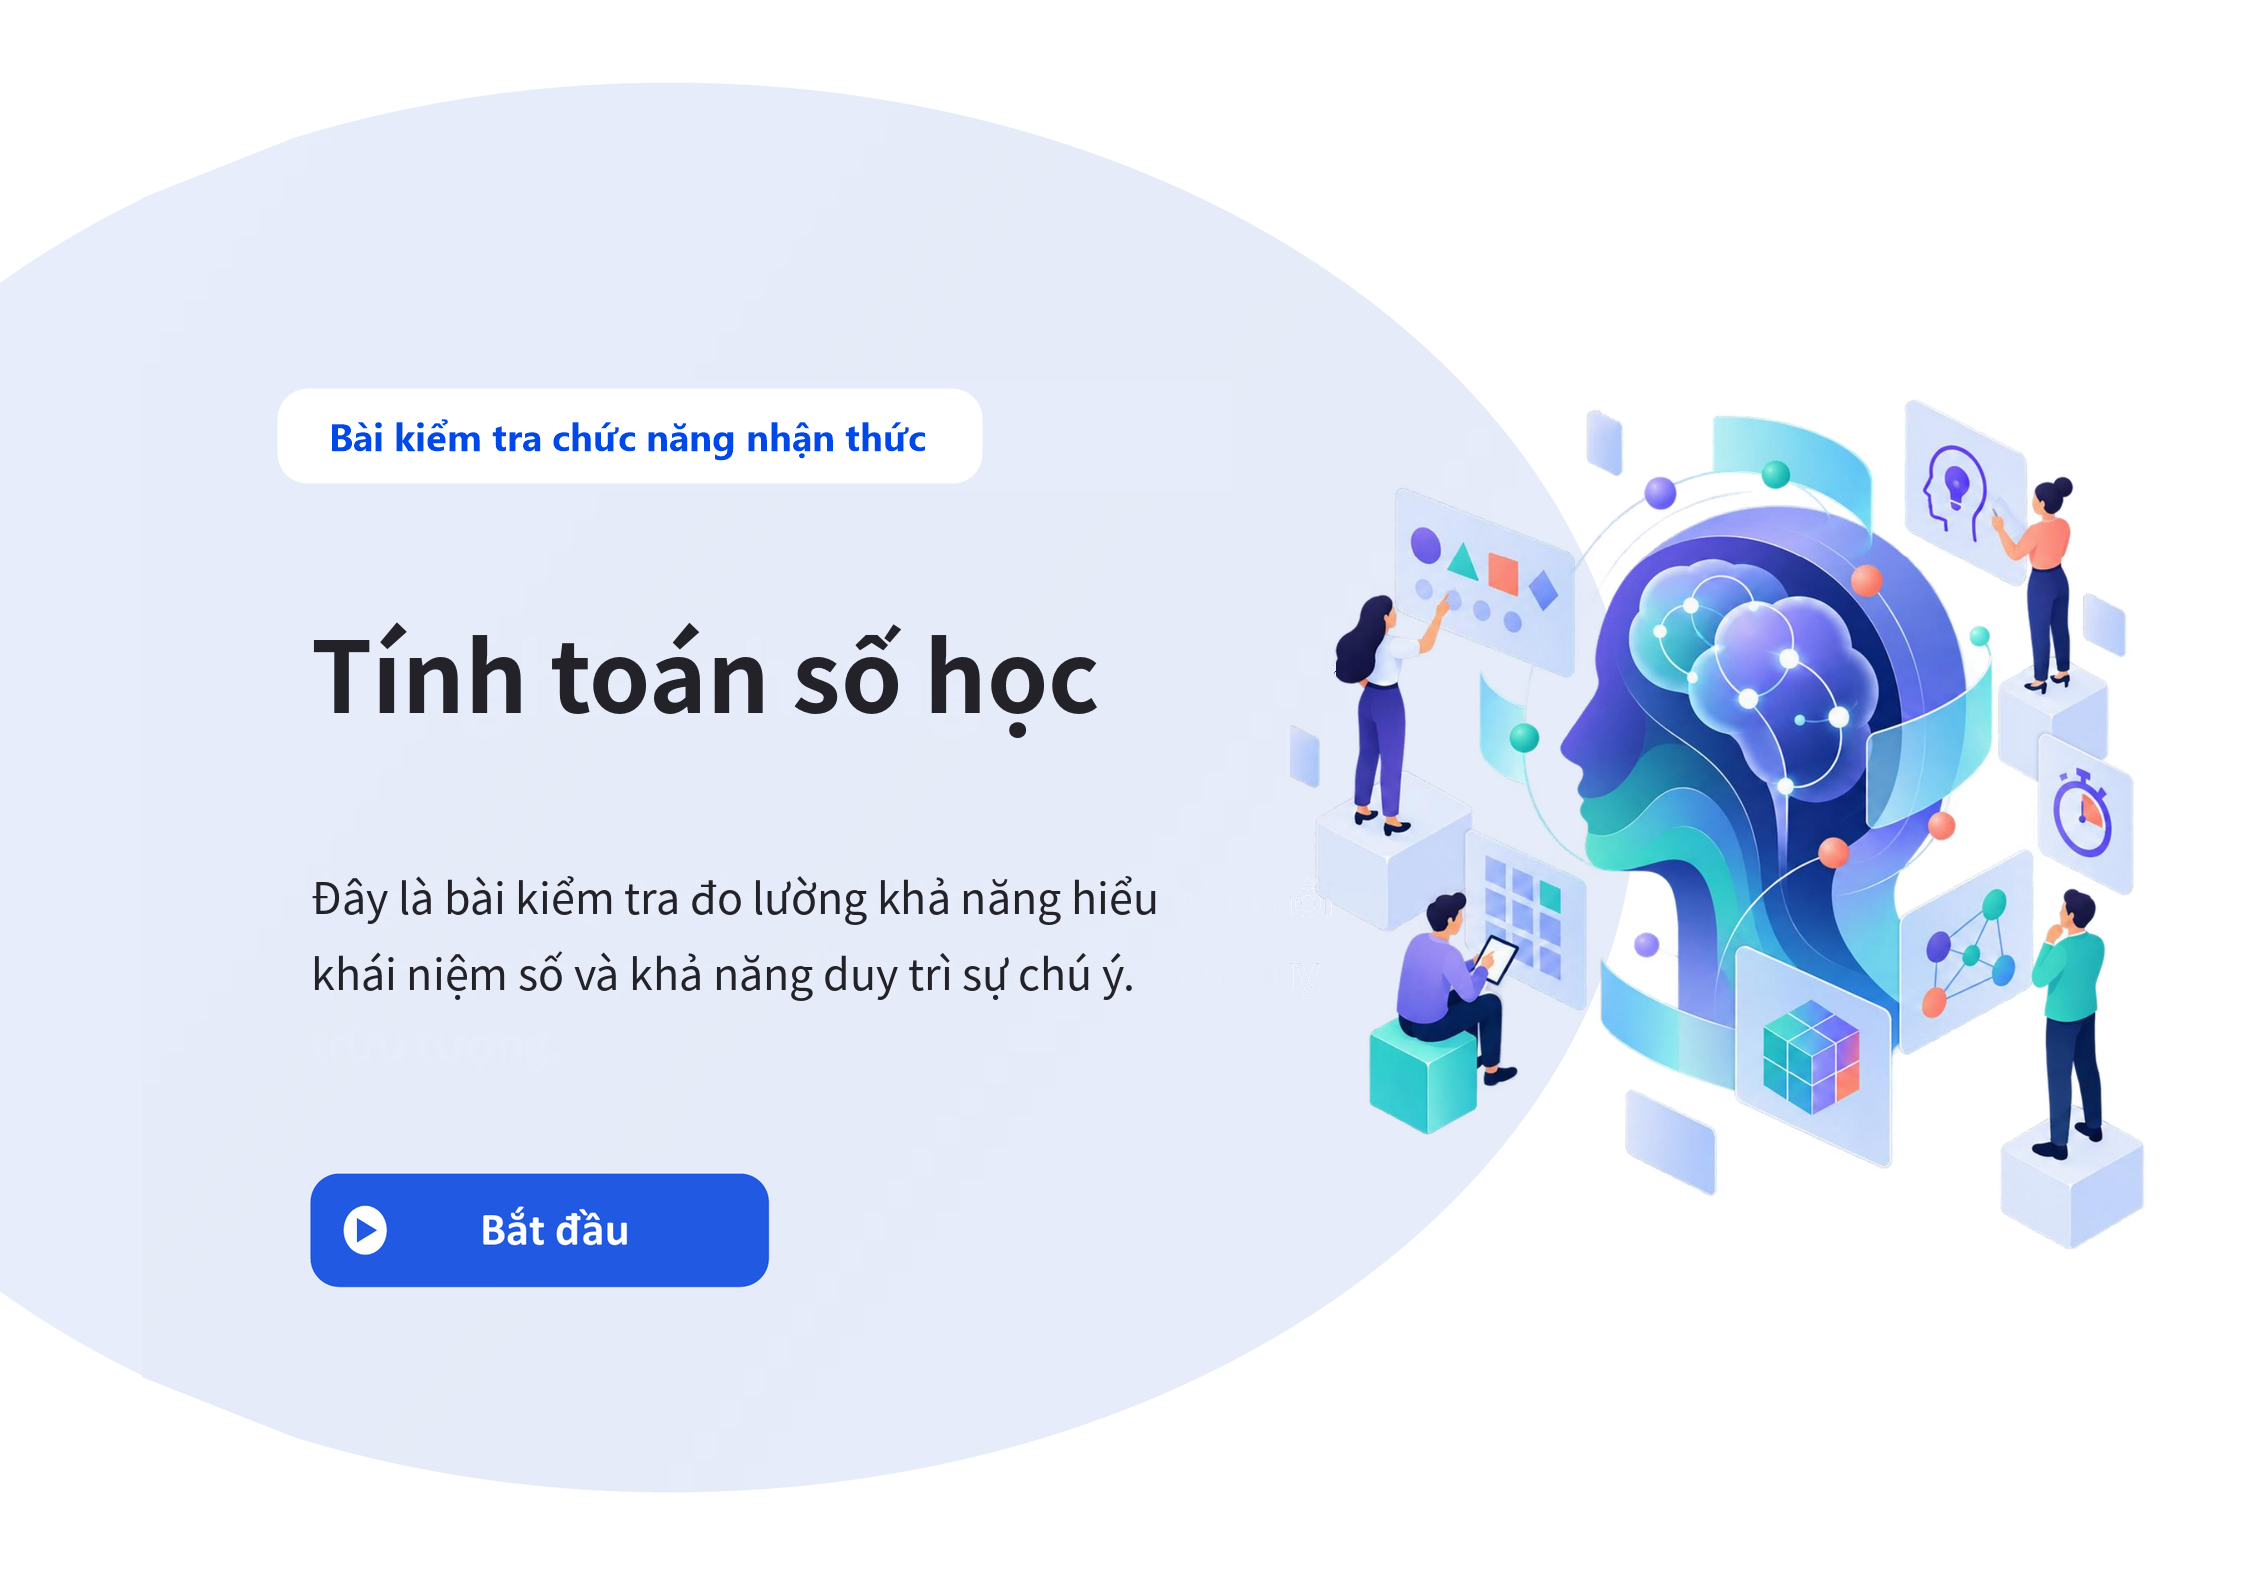 Bài kiểm tra chức năng nhận thức
Tính toán số học
Đây là bài kiểm tra đo lường khả năng hiểu
khái niệm số và khả năng duy trì sự chú ý.
Bắt đầu